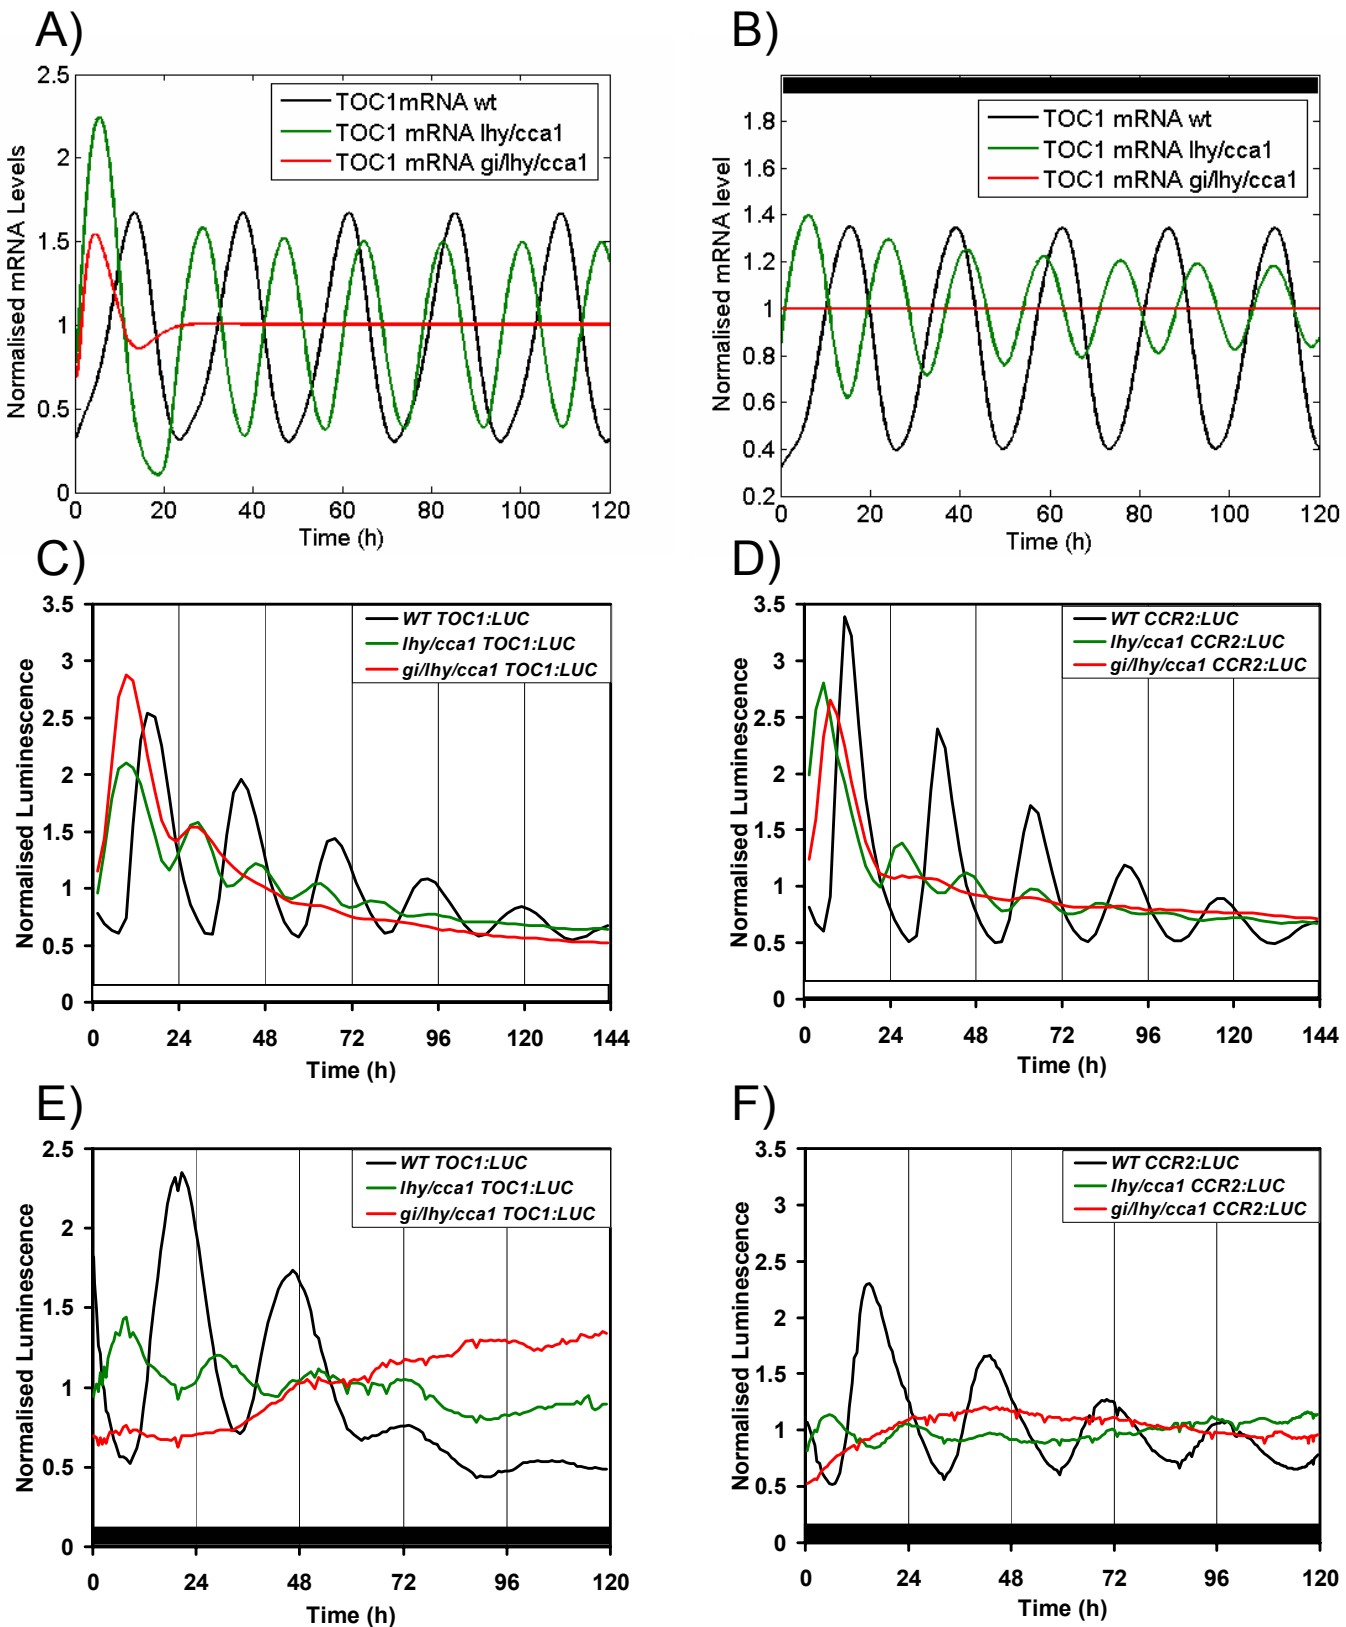 A)
2.5
2
1.5
1
0.5
0
Normalised mRNA Levels
TOC1mRNA wt
TOC1 mRNA lhy/cca1
TOC1 mRNA gi/lhy/cca1
0 20 40 60 80 100 120
Time (h)
B)
1.8
1.6
1.4
1.2
1
0.8
0.6
0.4
0.2
Normalised mRNA level
TOC1 mRNA wt
TOC1 mRNA lhy/cca1
TOC1 mRNA gi/lhy/cca1
0 20 40 60 80 100 120
Time (h)
C)
3.5
3
2.5
2
1.5
1
0.5
0
Normalised Luminescence
WT TOC1:LUC
lhy/cca1 TOC1:LUC
gi/lhy/cca1 TOC1:LUC
0 24 48 72 96 120 144
Time (h)
D)
3.5
3
2.5
2
1.5
1
0.5
0
Normalised Luminescence
WT CCR2:LUC
lhy/cca1 CCR2:LUC
gi/lhy/cca1 CCR2:LUC
0 24 48 72 96 120 144
Time (h)
E)
2.5
2
1.5
1
0.5
0
Normalised Luminescence
WT TOC1:LUC
lhy/cca1 TOC1:LUC
gi/lhy/cca1 TOC1:LUC
0 24 48 72 96 120
Time (h)
F)
3.5
3
2.5
2
1.5
1
0.5
0
Normalised Luminescence
WT CCR2:LUC
lhy/cca1 CCR2:LUC
gi/lhy/cca1 CCR2:LUC
0 24 48 72 96 120
Time (h)